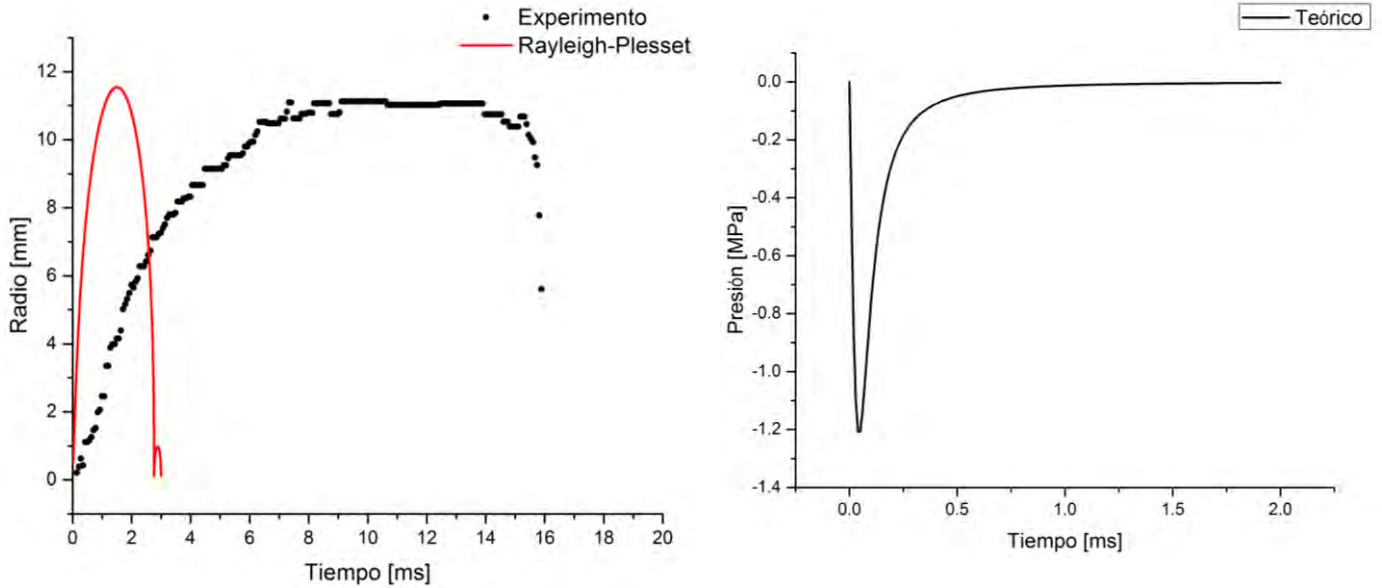 Experimento
Rayleigh-Plesset
12
10
8
6
4
2
0
Radio [mm]
0 2 4 6 8 10 12 14 16 18 20
Tiempo [ms]
Teórico
0.0
-0.2
-0.4
-0.6
-0.8
-1.0
-1.2
-1.4
Presión [MPa]
0.0 0.5 1.0 1.5 2.0
Tiempo [ms]